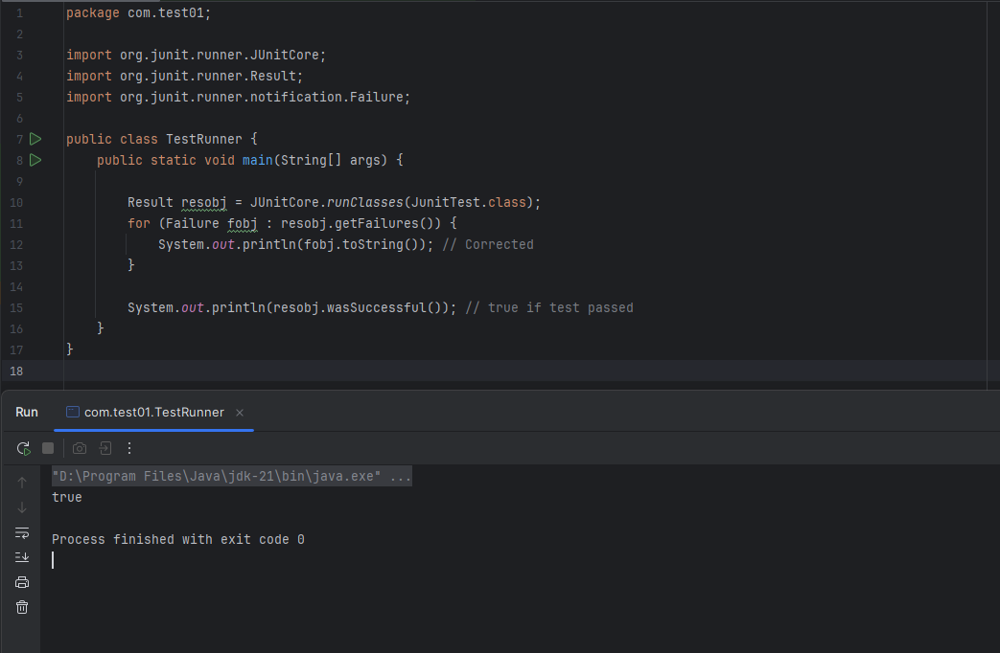 1 package com.test01;
2
3 import org.junit.runner.JUnitCore;
4 import org.junit.runner.Result;
5 import org.junit.runner.notification.Failure;
6
7 public class TestRunner {
8     public static void main(String[] args) {
9
10         Result resobj = JUnitCore.runClasses(JunitTest.class);
11         for (Failure fobj : resobj.getFailures()) {
12             System.out.println(fobj.toString()); // Corrected
13         }
14
15         System.out.println(resobj.wasSuccessful()); // true if test passed
16     }
17 }
18
Run com.test01.TestRunner
"D:\Program Files\Java\jdk-21\bin\java.exe" ...
true
Process finished with exit code 0